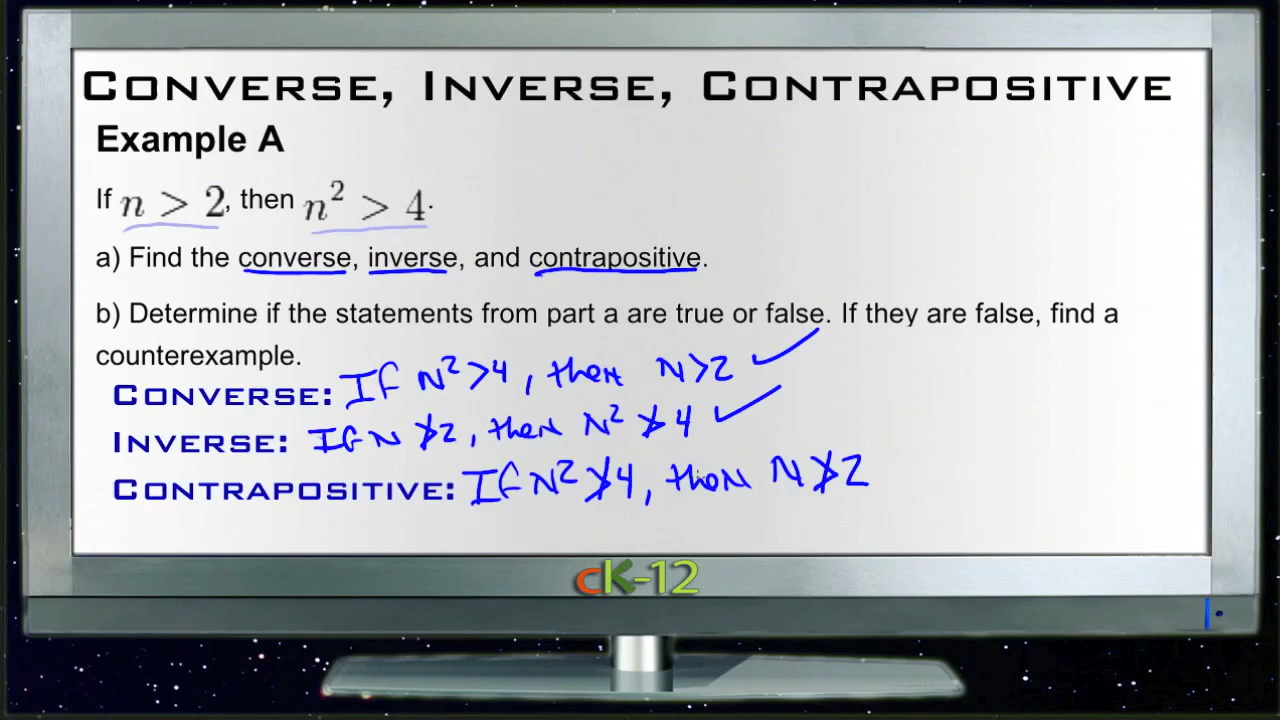 CONVERSE, INVERSE, CONTRAPOSITIVE
Example A
If n > 2, then n² > 4.
a) Find the converse, inverse, and contrapositive.
b) Determine if the statements from part a are true or false. If they are false, find a
counterexample.
CONVERSE: If N² >4, then N>2
INVERSE: If N ≯2, then N² ≯ 4
CONTRAPOSITIVE: If N² ≯4, then N ≯2
cK-12